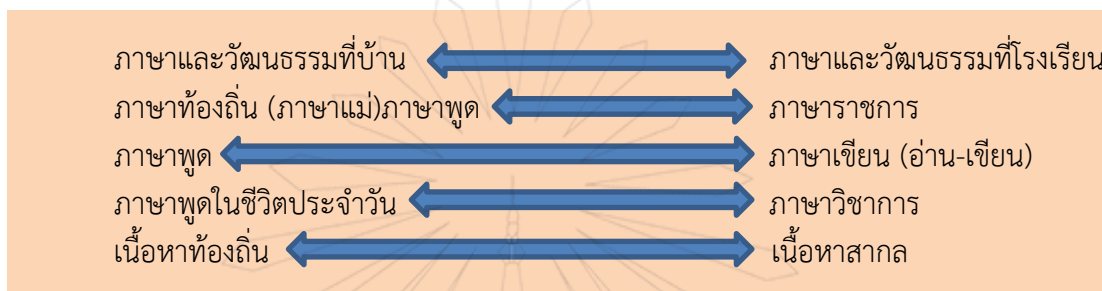 ภาษาและวัฒนธรรมที่บ้าน ภาษาและวัฒนธรรมที่โรงเรียน
ภาษาท้องถิ่น (ภาษาแม่)ภาษาพูด ภาษาราชการ
ภาษาพูด ภาษาเขียน (อ่าน-เขียน)
ภาษาพูดในชีวิตประจำวัน ภาษาวิชาการ
เนื้อหาท้องถิ่น เนื้อหาสากล